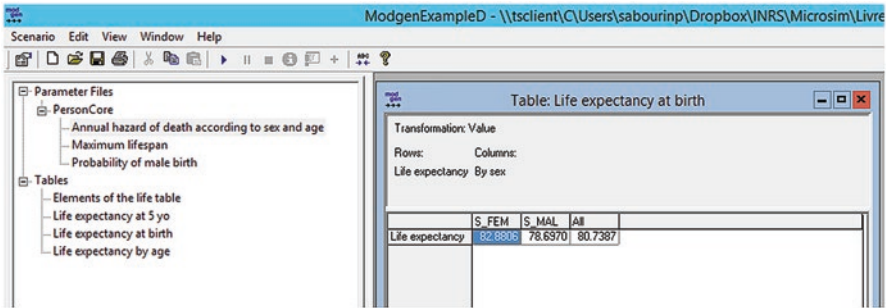 ModgenExampleD - \\tsclient\C\Users\sabourinp\Dropbox\INRS\Microsim\Livre
Scenario Edit View Window Help
Parameter Files
PersonCore
Annual hazard of death according to sex and age
Maximum lifespan
Probability of male birth
Tables
Elements of the life table
Life expectancy at 5 yo
Life expectancy at birth
Life expectancy by age
Table: Life expectancy at birth
Transformation: Value
Rows: Columns:
Life expectancy By sex
S_FEM S_MAL All
Life expectancy 82.8806 78.6970 80.7387